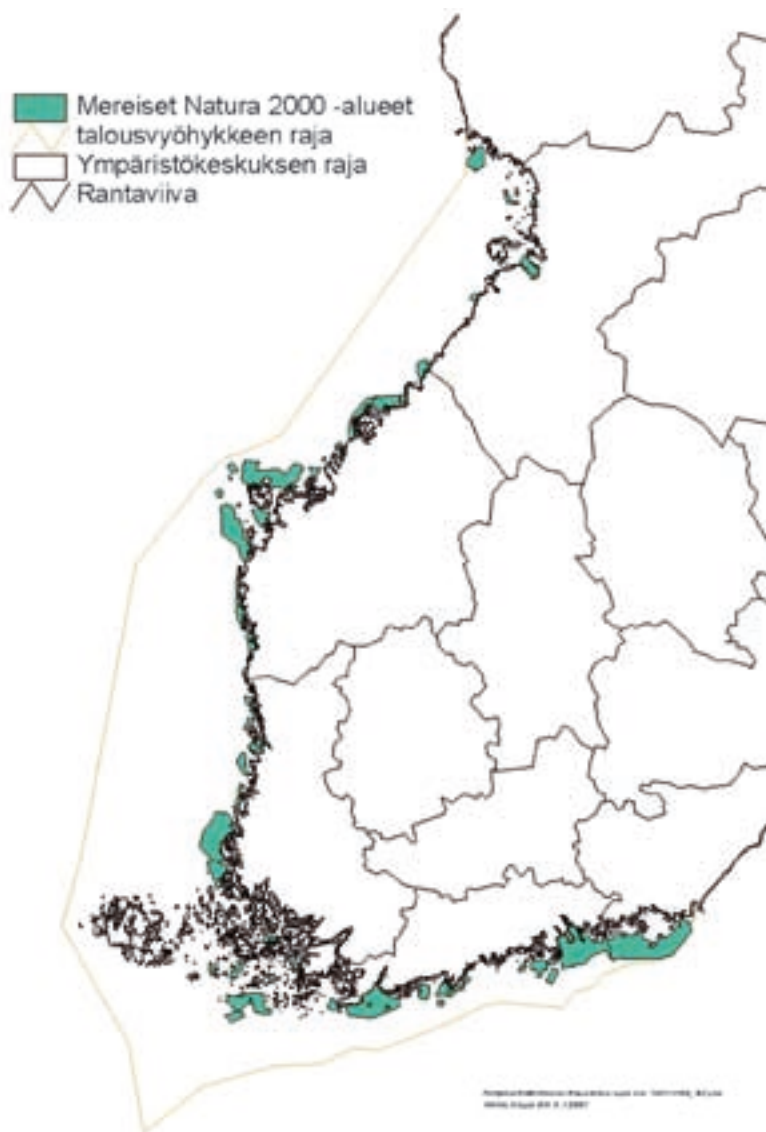 Mereiset Natura 2000 -alueet
talousvyöhykkeen raja
Ympäristökeskuksen raja
Rantaviiva